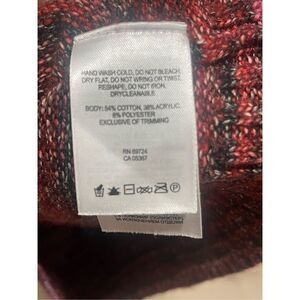 HAND WASH COLD, DO NOT BLEACH,
DRY FLAT, DO NOT WRING OR TWIST,
RESHAPE, DO NOT IRON,
DRYCLEANABLE
BODY: 54% COTTON, 38% ACRYLIC,
8% POLYESTER
EXCLUSIVE OF TRIMMING
RN 69724
CA 05367
P